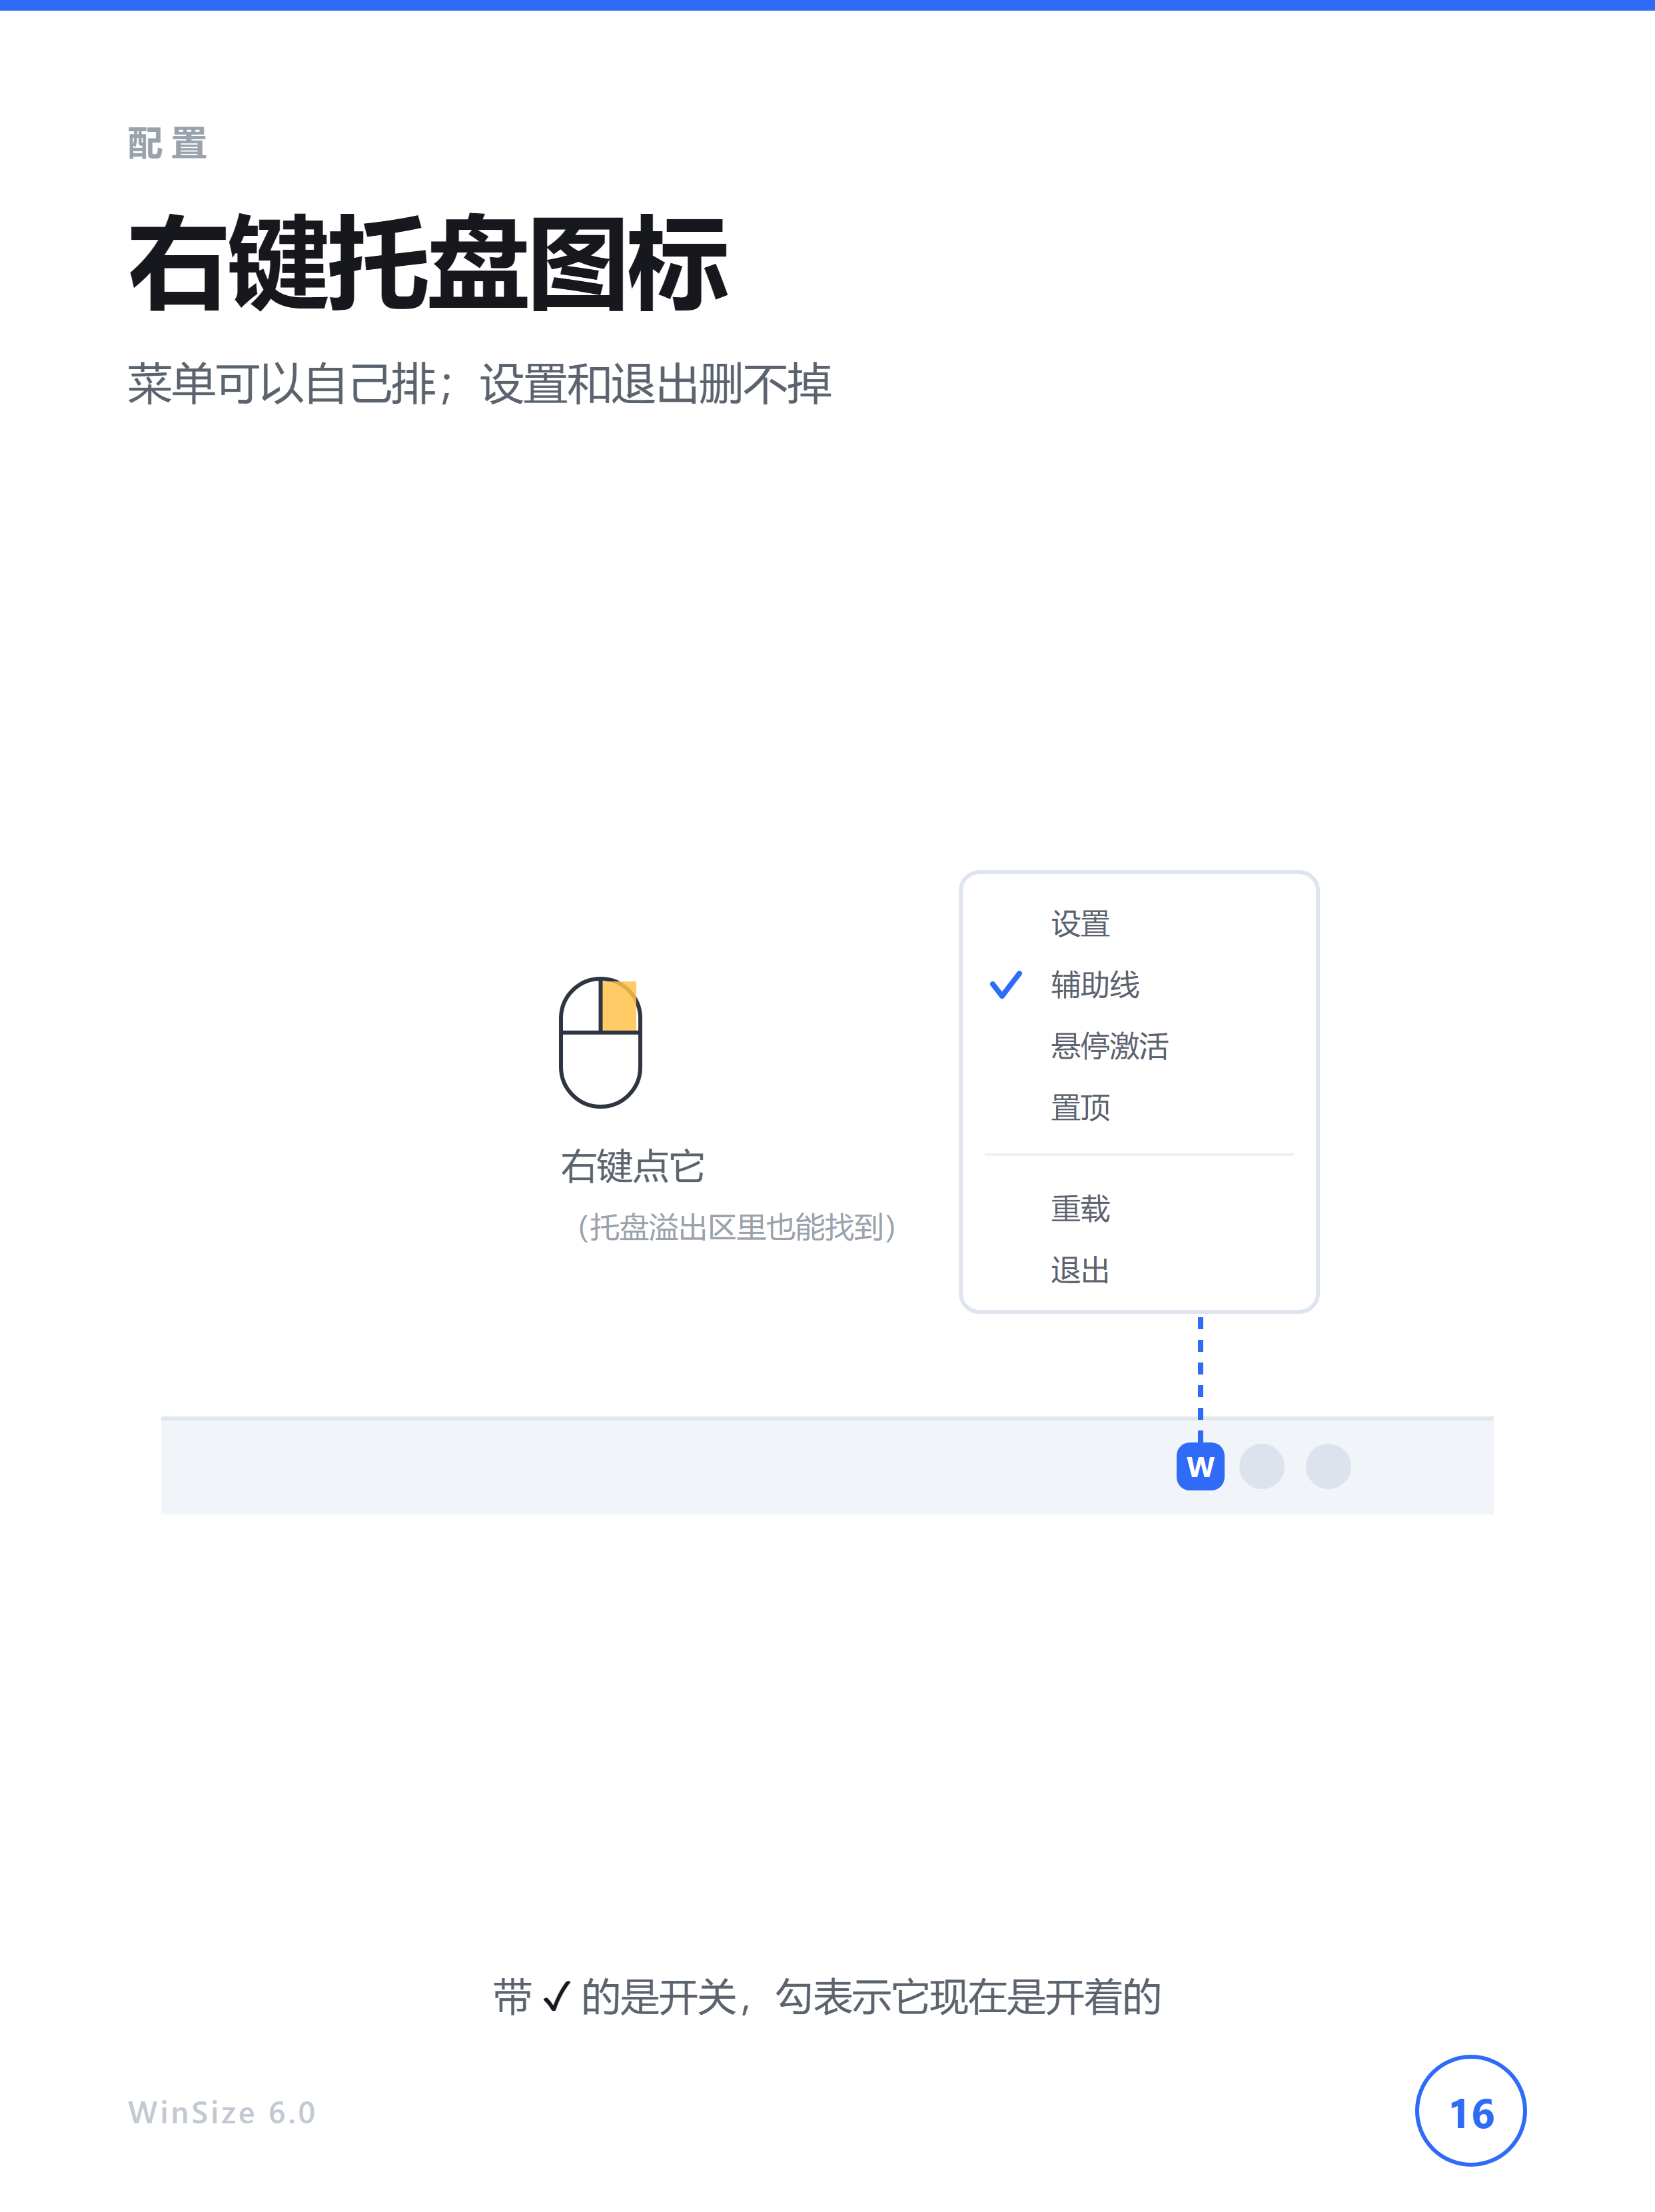 配置
右键托盘图标
菜单可以自己排；设置和退出删不掉
设置
✓ 辅助线
悬停激活
置顶
右键点它
（托盘溢出区里也能找到）
重载
退出
W
带 ✓ 的是开关，勾表示它现在是开着的
WinSize 6.0
16